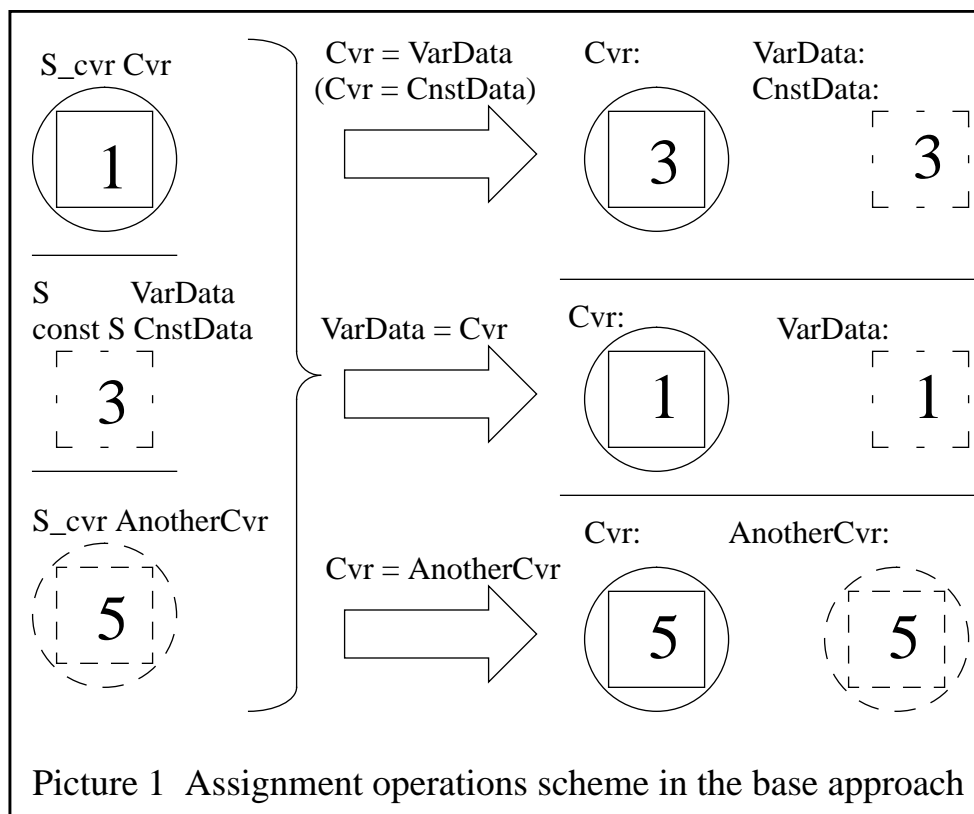 S_cvr Cvr
1
S VarData
const S CnstData
3
S_cvr AnotherCvr
5
Cvr = VarData
(Cvr = CnstData)
Cvr: VarData:
CnstData:
3 3
VarData = Cvr
Cvr: VarData:
1 1
Cvr = AnotherCvr
Cvr: AnotherCvr:
5 5
Picture 1 Assignment operations scheme in the base approach